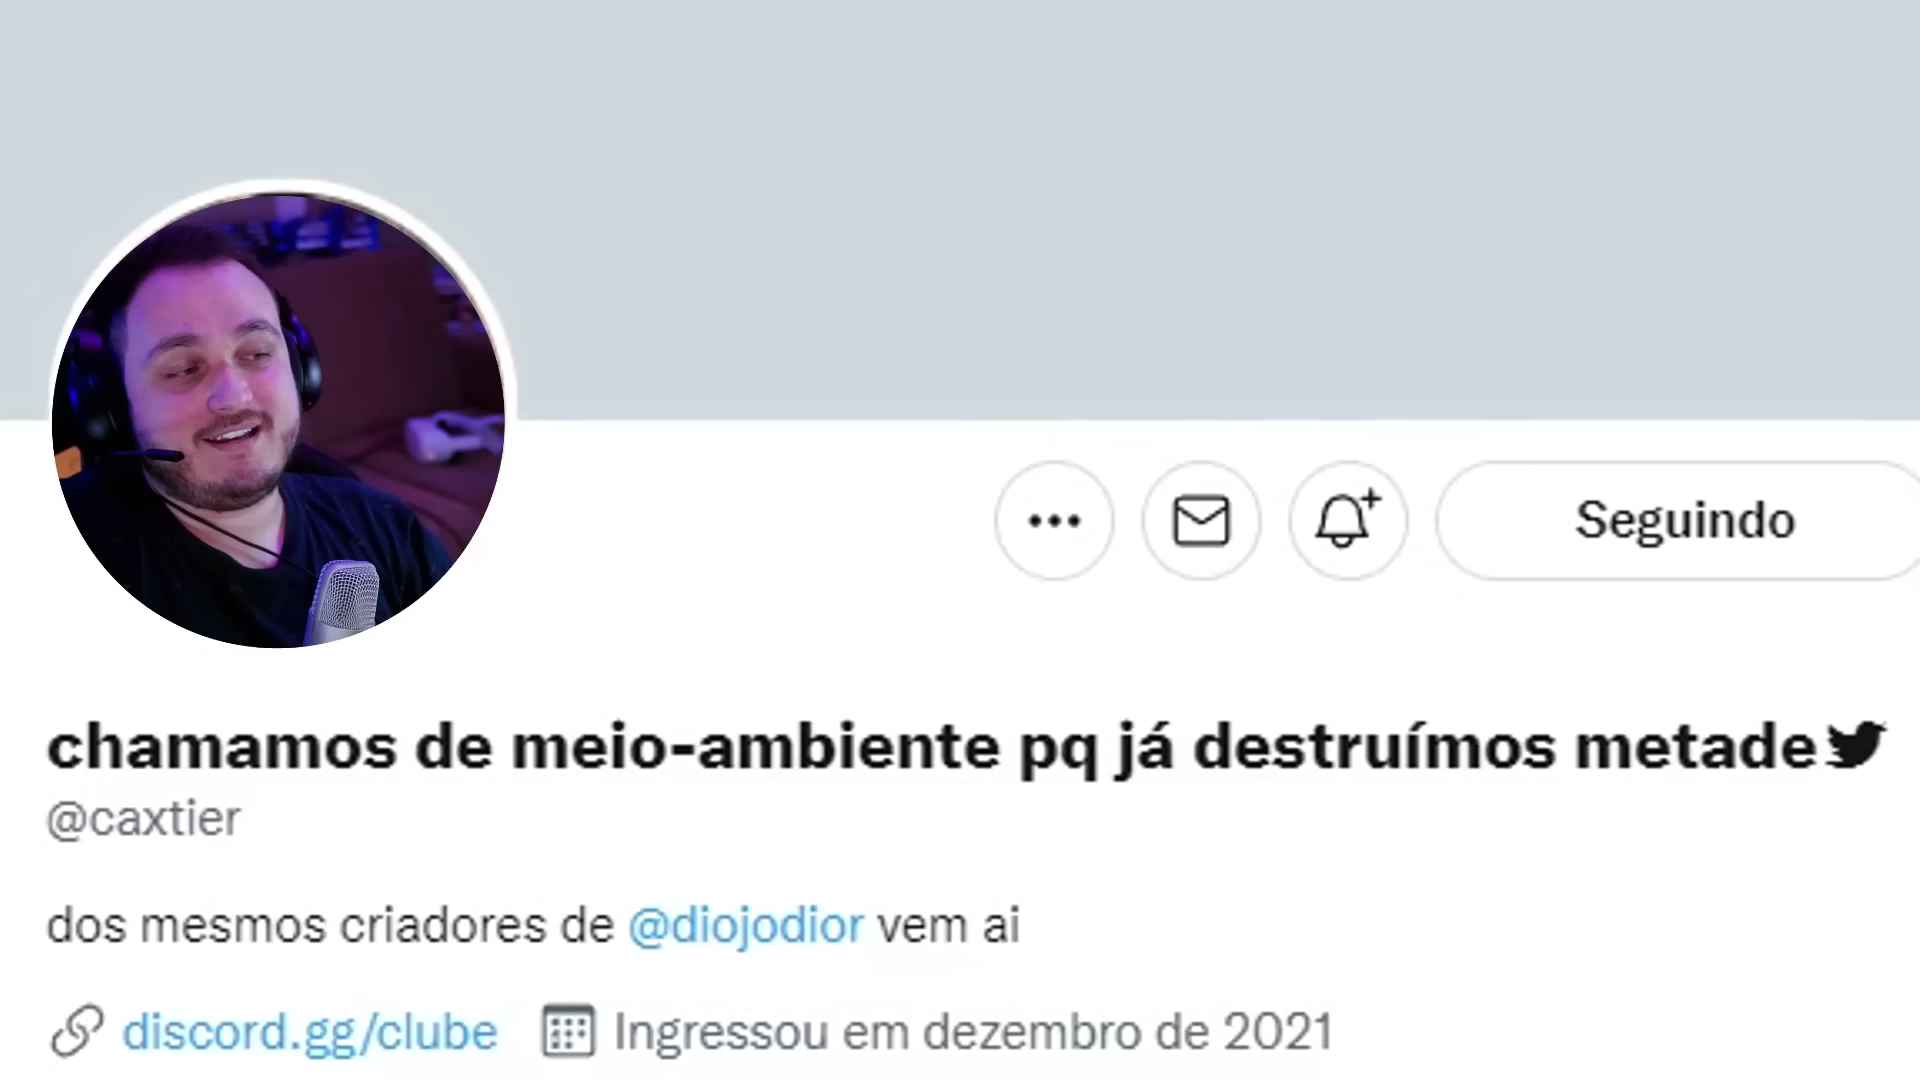 Seguindo
chamamos de meio-ambiente pq já destruímos metade
@caxtier
dos mesmos criadores de @diojodior vem ai
discord.gg/clube Ingressou em dezembro de 2021